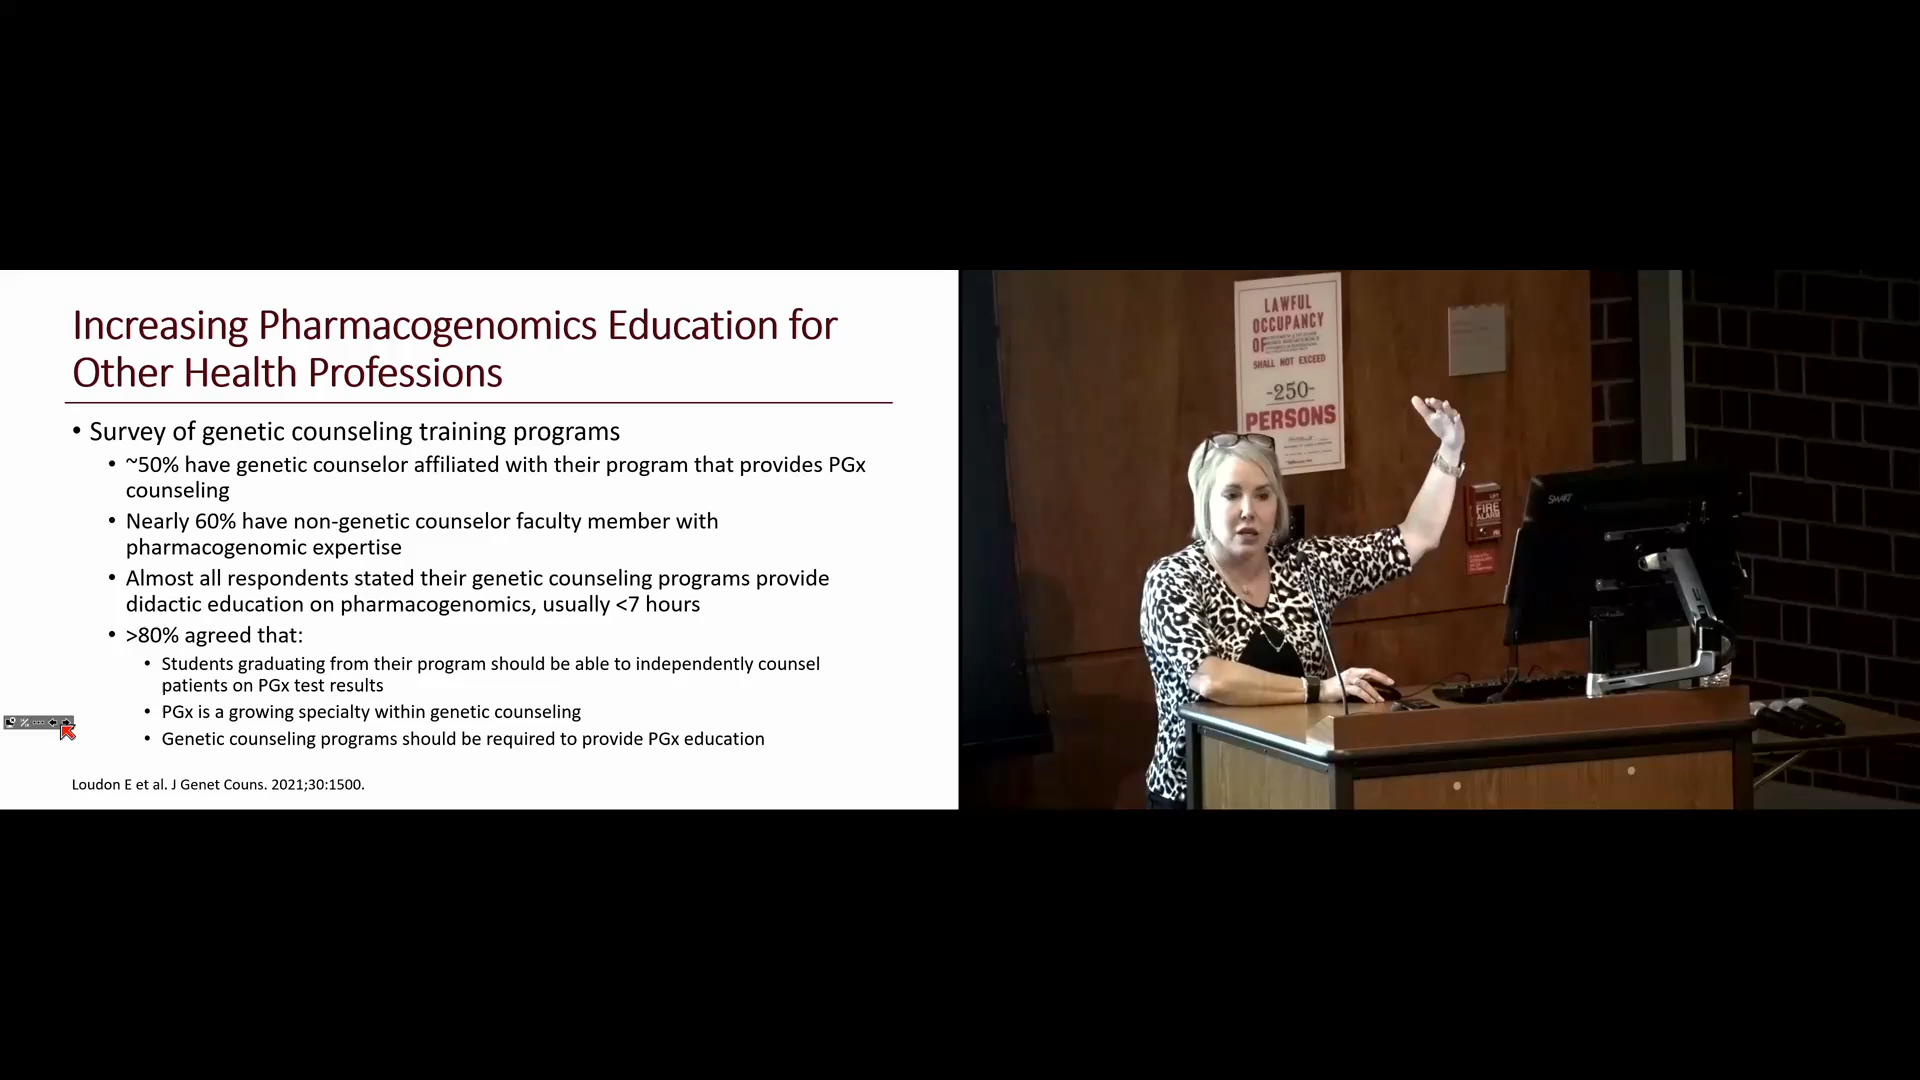 Increasing Pharmacogenomics Education for
Other Health Professions
• Survey of genetic counseling training programs
• ~50% have genetic counselor affiliated with their program that provides PGx
counseling
• Nearly 60% have non-genetic counselor faculty member with
pharmacogenomic expertise
• Almost all respondents stated their genetic counseling programs provide
didactic education on pharmacogenomics, usually <7 hours
• >80% agreed that:
• Students graduating from their program should be able to independently counsel
patients on PGx test results
• PGx is a growing specialty within genetic counseling
• Genetic counseling programs should be required to provide PGx education
Loudon E et al. J Genet Couns. 2021;30:1500.
LAWFUL
OCCUPANCY
OF
SHALL NOT EXCEED
-250-
PERSONS
FIRE
ALARM
SMART